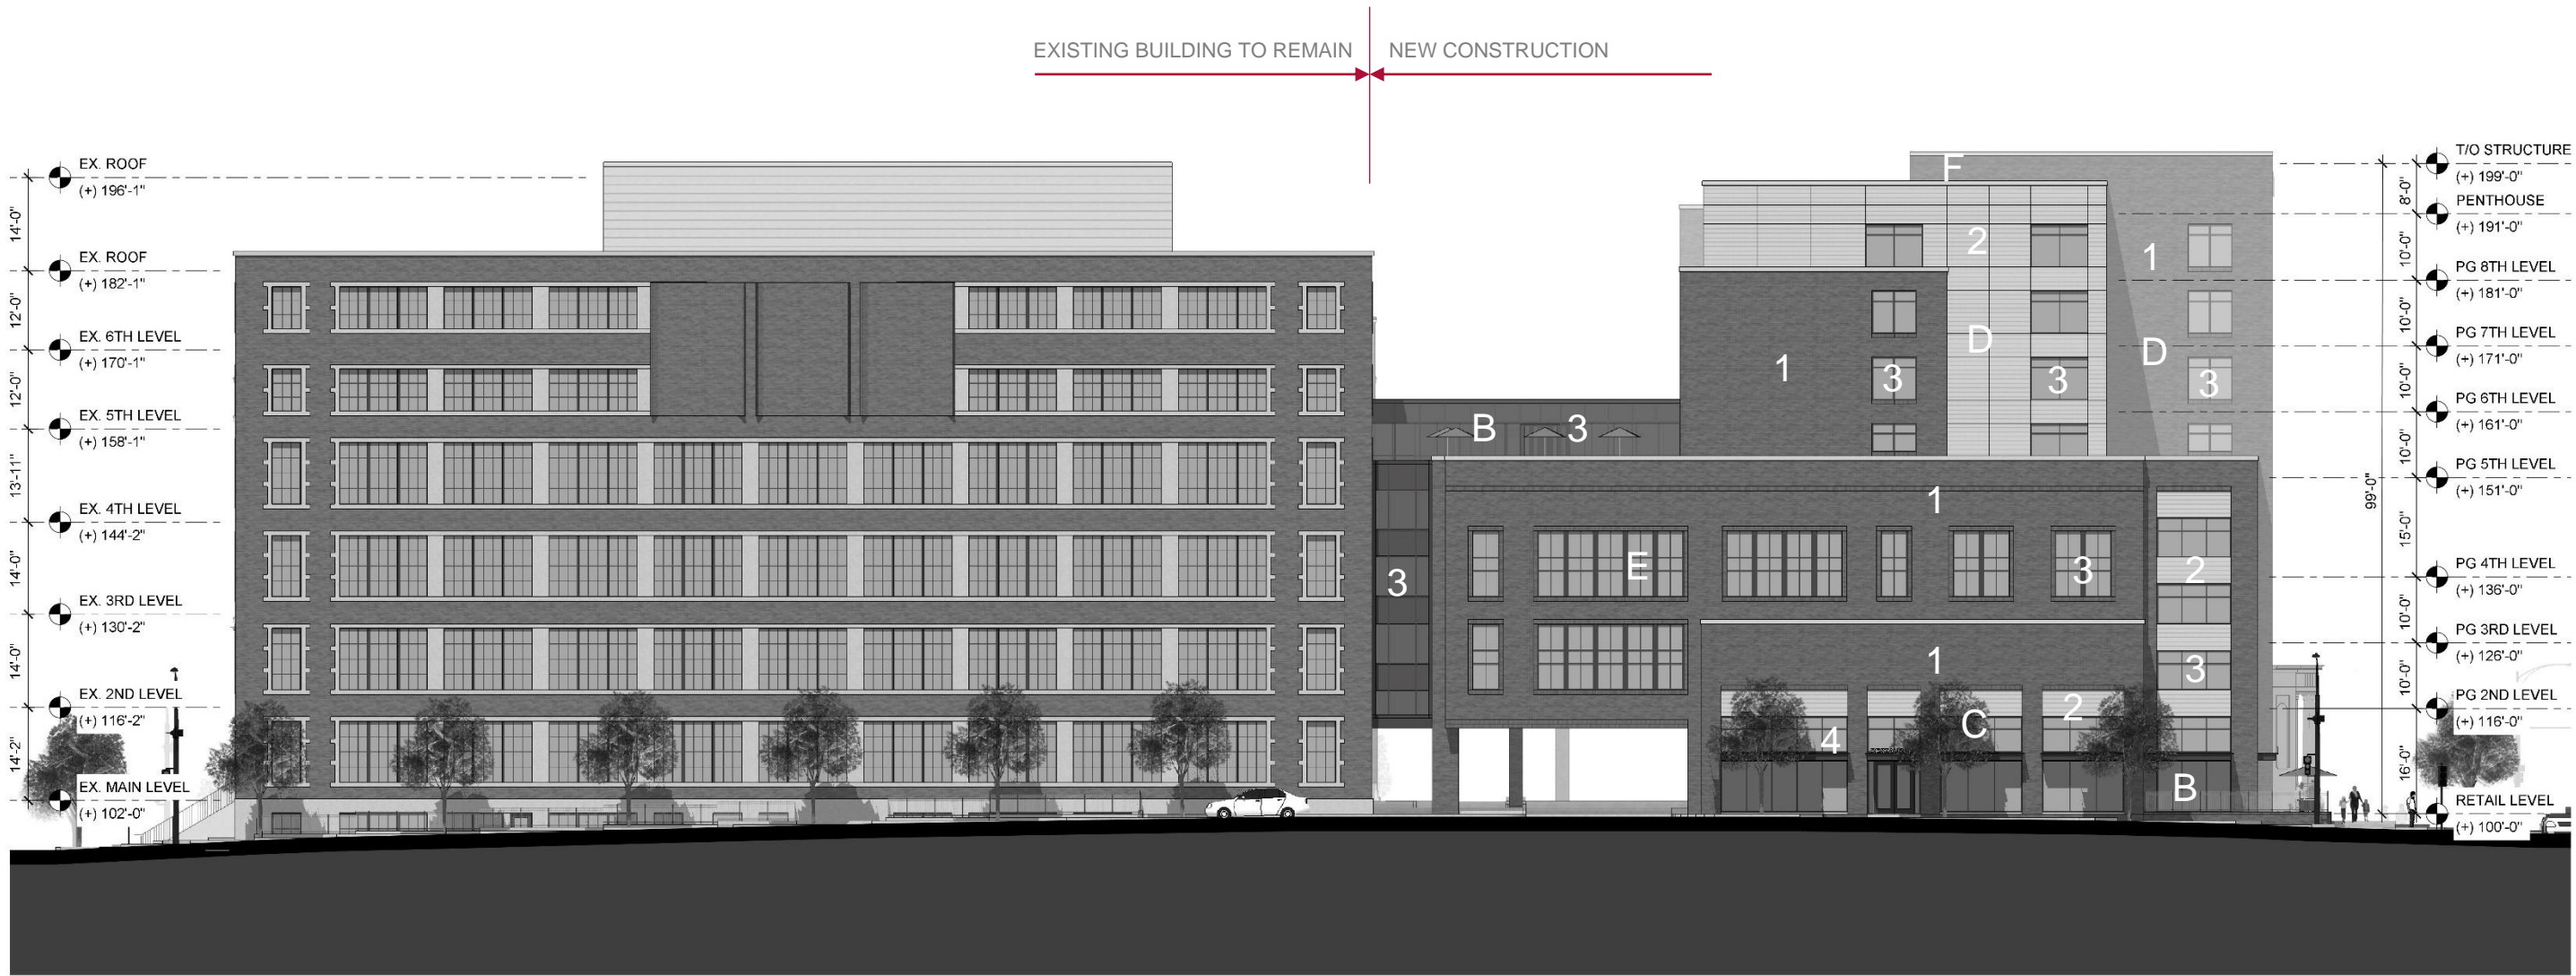 EXISTING BUILDING TO REMAIN
NEW CONSTRUCTION
EX. ROOF
(+) 196'-1"
14'-0"
EX. ROOF
(+) 182'-1"
12'-0"
EX. 6TH LEVEL
(+) 170'-1"
12'-0"
EX. 5TH LEVEL
(+) 158'-1"
13'-11"
EX. 4TH LEVEL
(+) 144'-2"
14'-0"
EX. 3RD LEVEL
(+) 130'-2"
14'-0"
EX. 2ND LEVEL
(+) 116'-2"
14'-2"
EX. MAIN LEVEL
(+) 102'-0"
F
2
1
D
D
1
3
3
3
B
3
1
E
3
3
2
1
3
2
C
4
B
T/O STRUCTURE
(+) 199'-0"
8'-0"
PENTHOUSE
(+) 191'-0"
10'-0"
PG 8TH LEVEL
(+) 181'-0"
10'-0"
PG 7TH LEVEL
(+) 171'-0"
10'-0"
PG 6TH LEVEL
(+) 161'-0"
10'-0"
PG 5TH LEVEL
(+) 151'-0"
99'-0"
15'-0"
PG 4TH LEVEL
(+) 136'-0"
10'-0"
PG 3RD LEVEL
(+) 126'-0"
10'-0"
PG 2ND LEVEL
(+) 116'-0"
16'-0"
RETAIL LEVEL
(+) 100'-0"